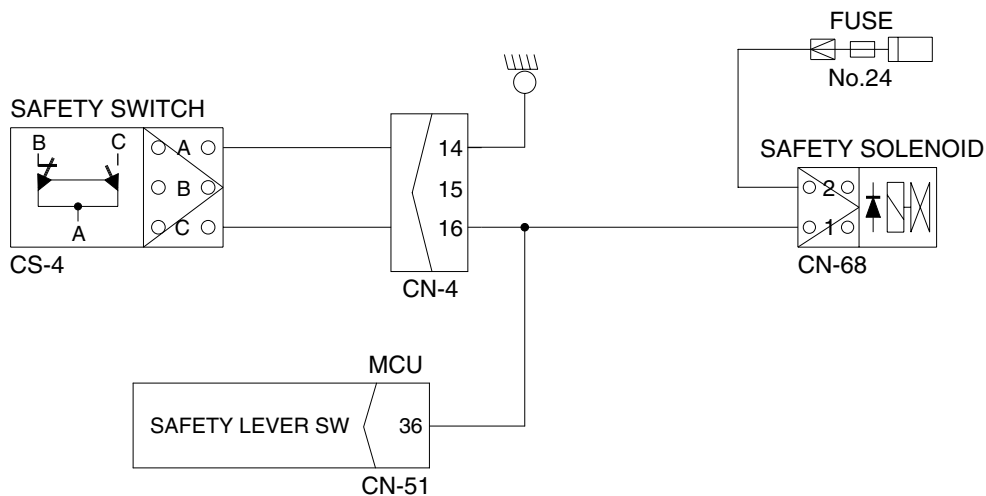 FUSE
No.24
SAFETY SWITCH
B C
A
A
B
C
CS-4
14
15
16
CN-4
SAFETY SOLENOID
2
1
CN-68
MCU
SAFETY LEVER SW 36
CN-51